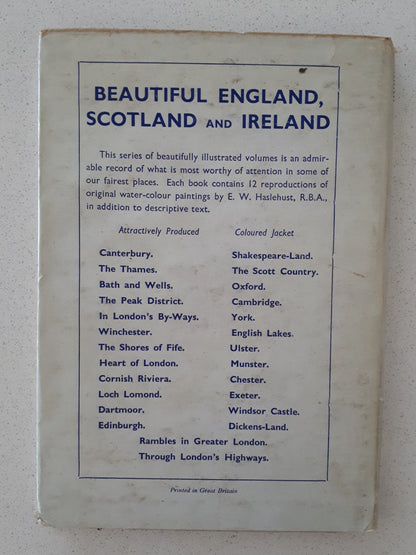 BEAUTIFUL ENGLAND,
SCOTLAND AND IRELAND
This series of beautifully illustrated volumes is an admir-
able record of what is most worthy of attention in some of
our fairest places. Each book contains 12 reproductions of
original water-colour paintings by E. W. Haslehust, R.B.A.,
in addition to descriptive text.
Attractively Produced Coloured Jacket
Canterbury. Shakespeare-Land.
The Thames. The Scott Country.
Bath and Wells. Oxford.
The Peak District. Cambridge.
In London's By-Ways. York.
Winchester. English Lakes.
The Shores of Fife. Ulster.
Heart of London. Munster.
Cornish Riviera. Chester.
Loch Lomond. Exeter.
Dartmoor. Windsor Castle.
Edinburgh. Dickens-Land.
Rambles in Greater London.
Through London's Highways.
Printed in Great Britain